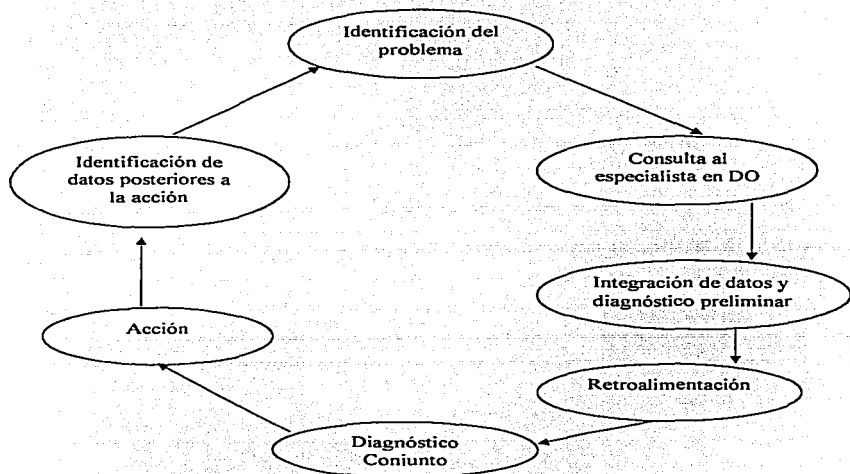 Identificación del
problema
Consulta al
especialista en DO
Integración de datos y
diagnóstico preliminar
Retroalimentación
Diagnóstico
Conjunto
Acción
Identificación de
datos posteriores a
la acción